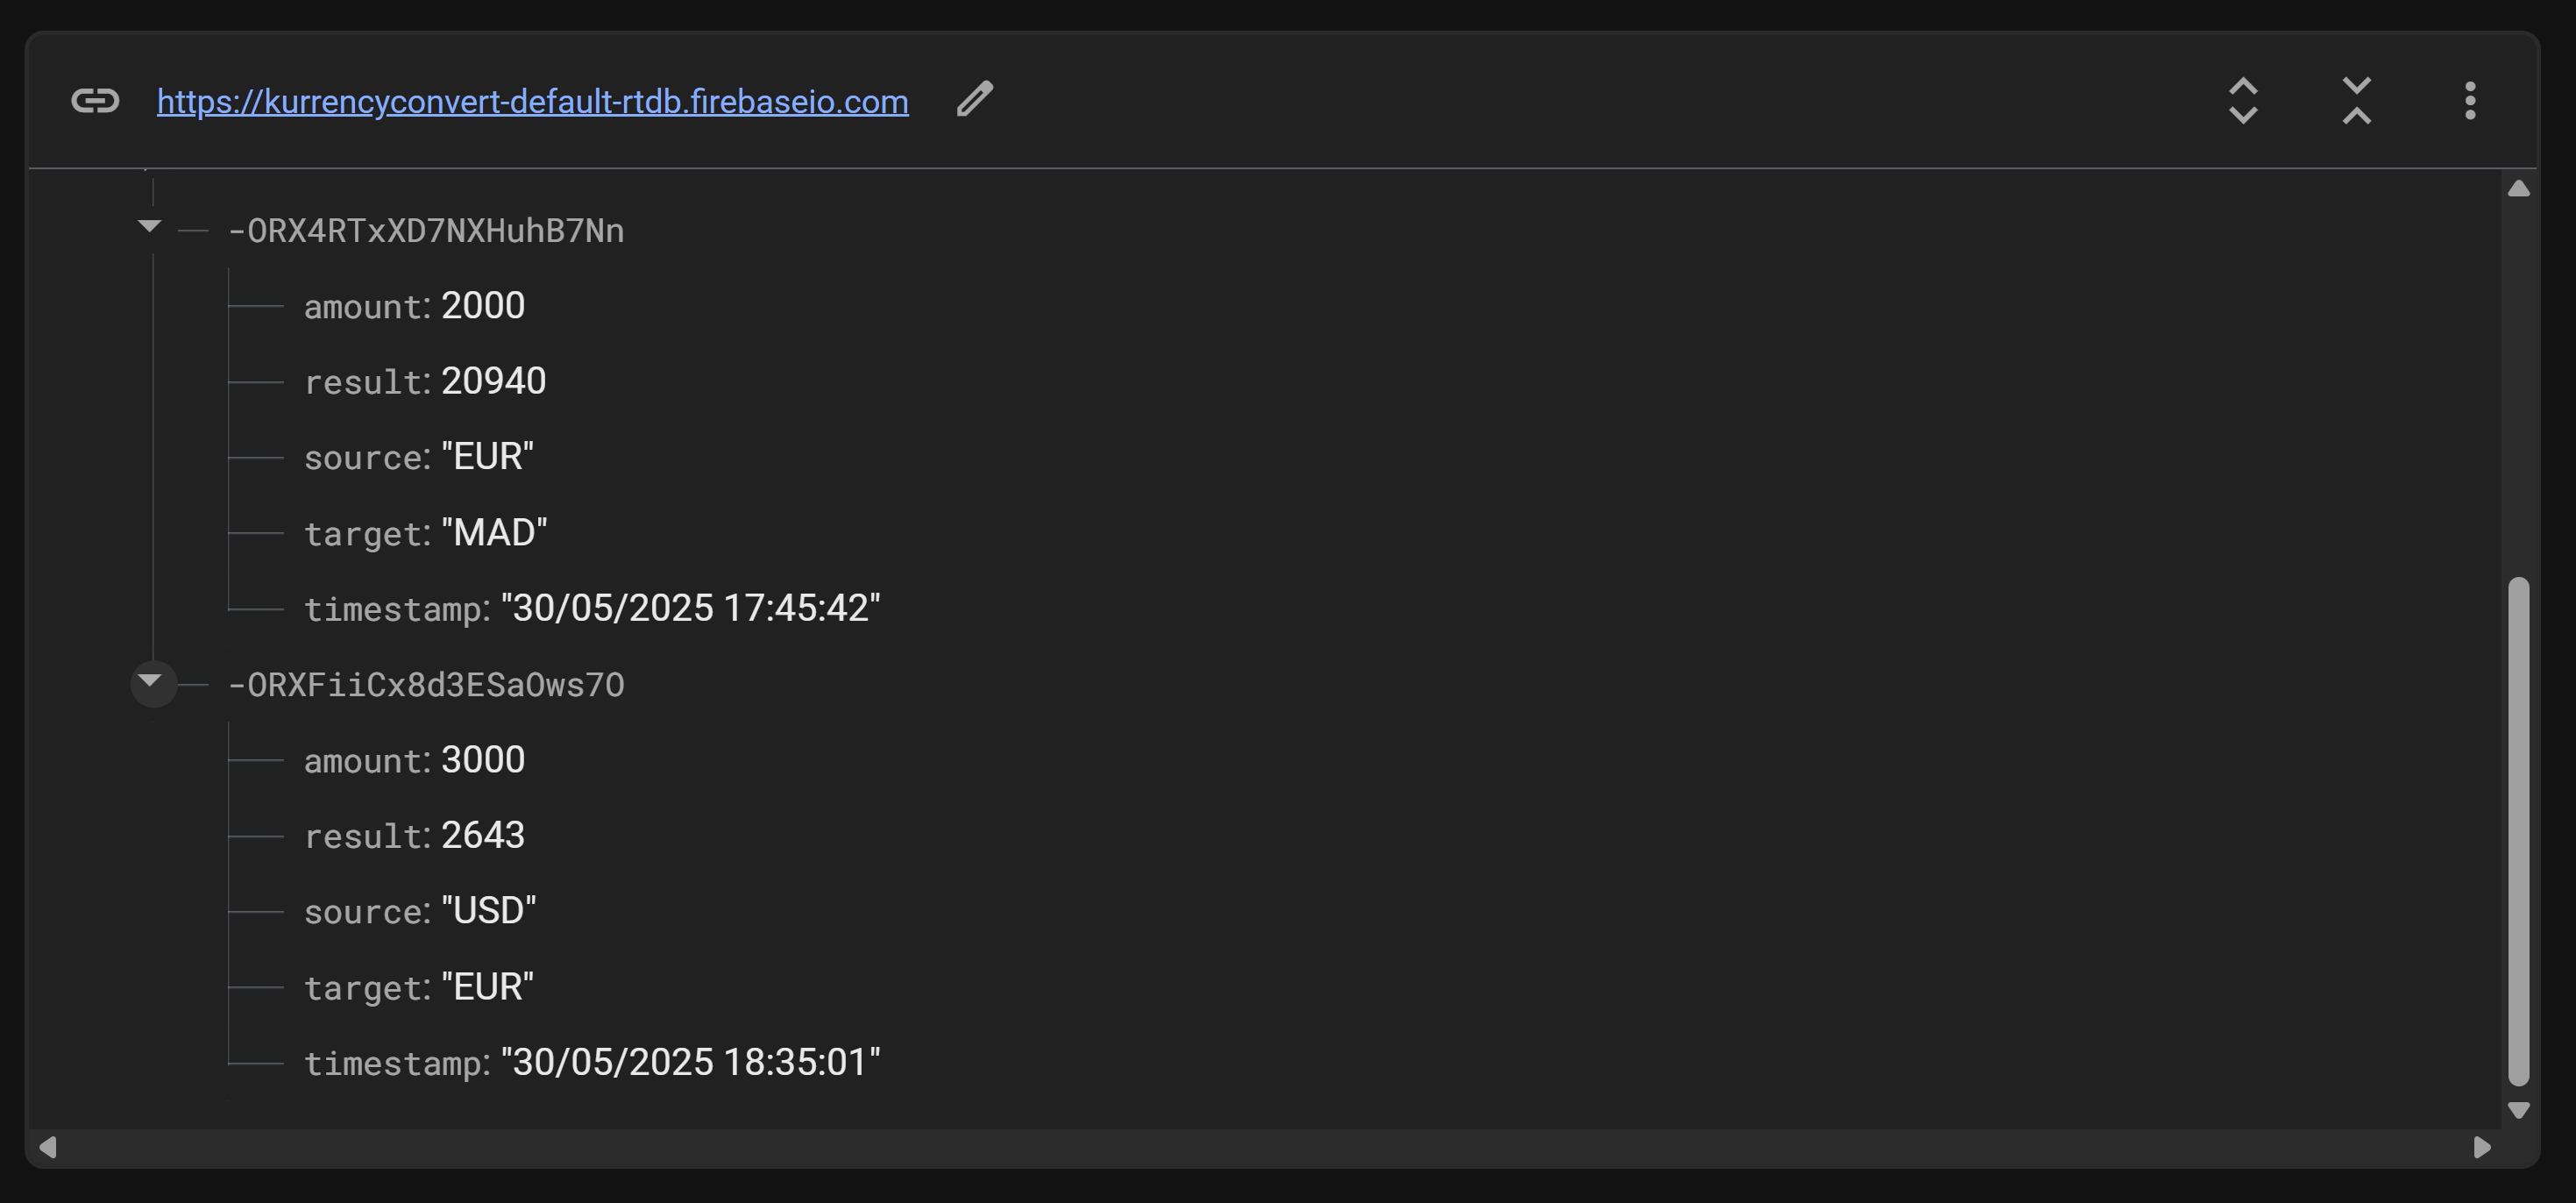 https://kurrencyconvert-default-rtdb.firebaseio.com
-ORX4RTxXD7NXHuhB7Nn
amount: 2000
result: 20940
source: "EUR"
target: "MAD"
timestamp: "30/05/2025 17:45:42"
-ORXFiiCx8d3ESaOws7O
amount: 3000
result: 2643
source: "USD"
target: "EUR"
timestamp: "30/05/2025 18:35:01"